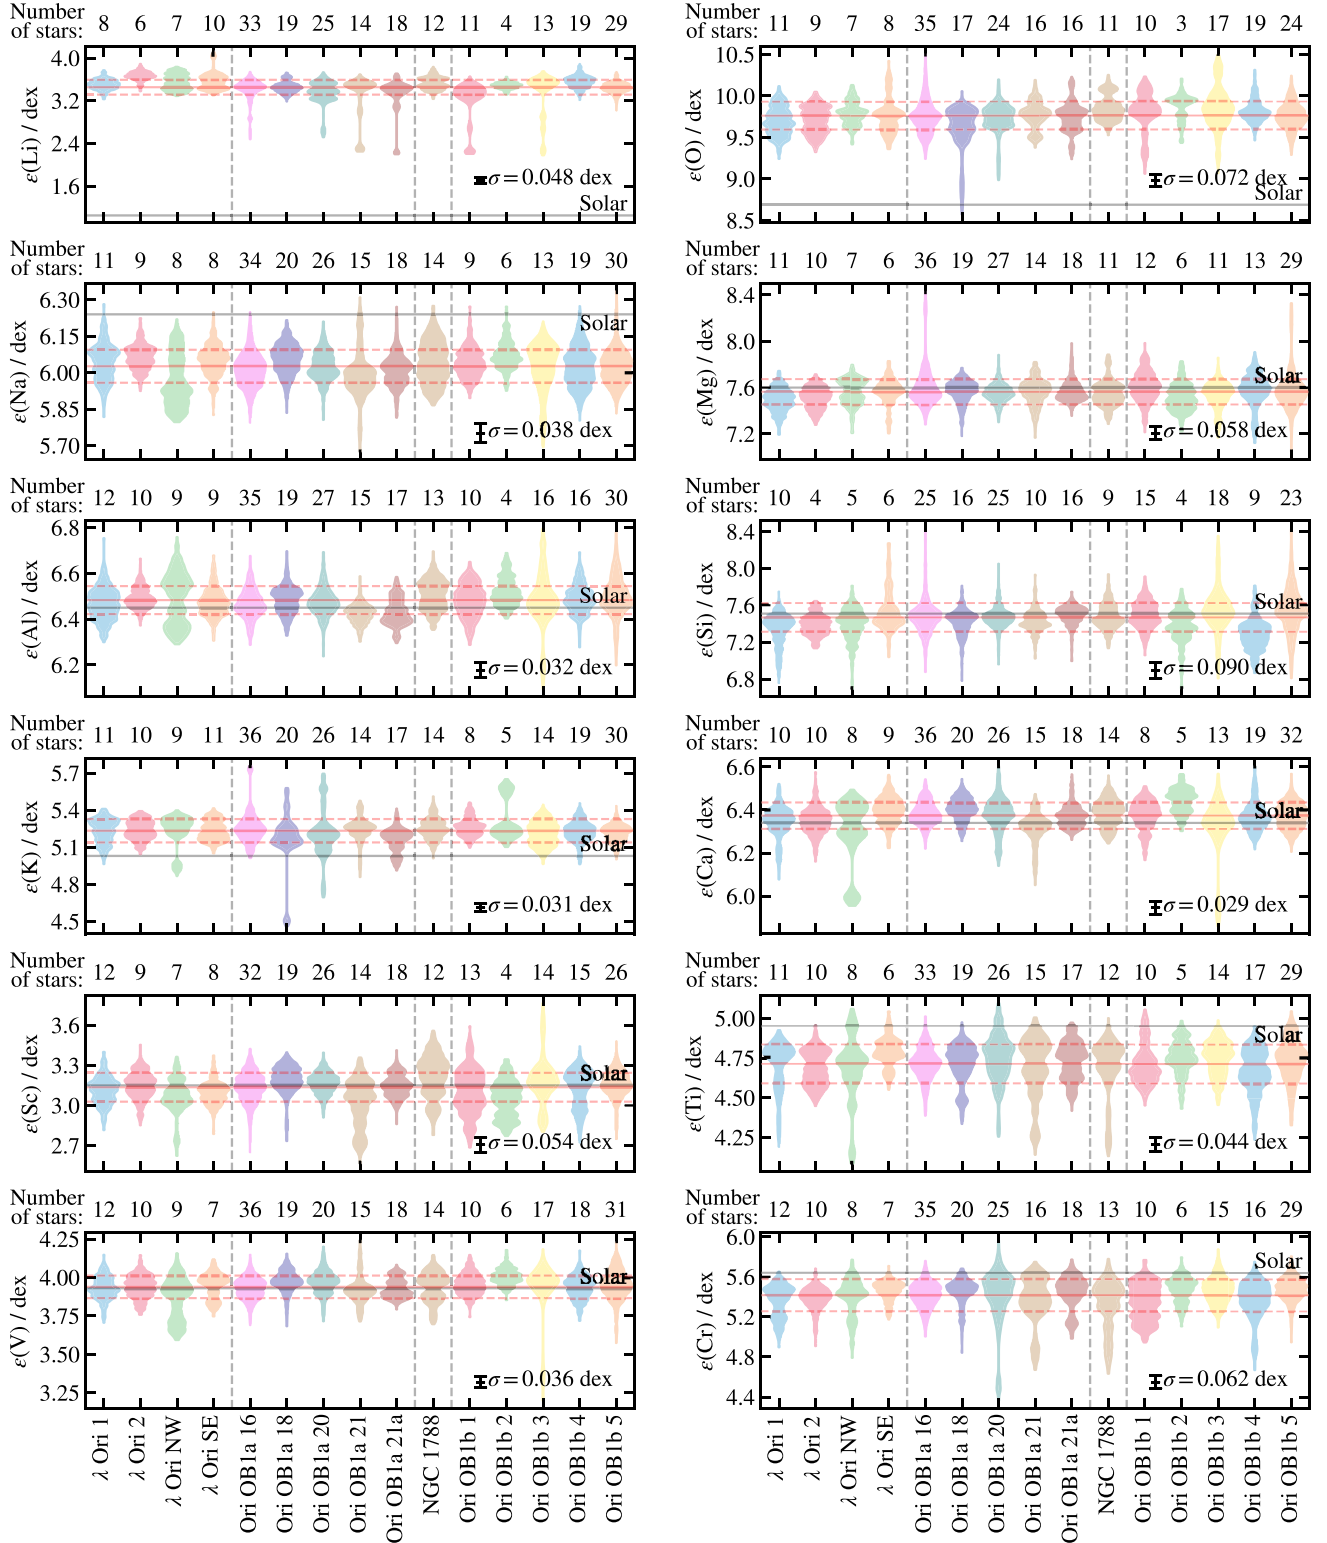 Number
of stars: 8 6 7 10 33 19 25 14 21 12 11 4 13 5 29
4.0
3.2
2.4
1.6
ε(Li) / dex
σ = 0.048 dex
Solar
Number
of stars: 11 9 7 8 35 17 24 16 16 11 10 3 17 19 24
10.5
10.0
9.5
9.0
8.5
ε(O) / dex
σ = 0.072 dex
Solar
Number
of stars: 11 9 8 8 34 20 26 15 18 14 9 6 13 19 30
6.30
6.15
6.00
5.85
5.70
ε(Na) / dex
Solar
σ = 0.038 dex
Number
of stars: 11 10 7 6 36 19 27 14 18 11 12 6 11 13 29
8.4
8.0
7.6
7.2
ε(Mg) / dex
Solar
σ = 0.058 dex
Number
of stars: 12 10 9 9 35 19 27 15 17 13 10 4 16 16 30
6.8
6.6
6.4
6.2
ε(Al) / dex
Solar
σ = 0.032 dex
Number
of stars: 10 4 5 6 25 16 25 10 16 9 15 4 18 9 23
8.4
8.0
7.6
7.2
6.8
ε(Si) / dex
Solar
σ = 0.090 dex
Number
of stars: 11 10 9 11 36 20 26 14 17 14 8 5 14 19 30
5.7
5.4
5.1
4.8
4.5
ε(K) / dex
Solar
σ = 0.031 dex
Number
of stars: 10 10 8 9 36 20 26 15 18 14 8 5 13 19 32
6.6
6.4
6.2
6.0
ε(Ca) / dex
Solar
σ = 0.029 dex
Number
of stars: 12 9 7 8 32 19 26 14 18 12 13 4 14 15 26
3.6
3.3
3.0
2.7
ε(Sc) / dex
Solar
σ = 0.054 dex
Number
of stars: 11 10 8 6 33 19 26 15 17 12 10 5 14 17 29
5.00
4.75
4.50
4.25
ε(Ti) / dex
Solar
σ = 0.044 dex
Number
of stars: 12 10 9 7 36 19 20 15 18 14 10 6 17 18 31
4.25
4.00
3.75
3.50
3.25
ε(V) / dex
Solar
σ = 0.036 dex
Number
of stars: 12 10 8 7 35 20 25 16 18 13 10 6 15 16 29
6.0
5.6
5.2
4.8
4.4
ε(Cr) / dex
Solar
σ = 0.062 dex
λ Ori 1
λ Ori 2
λ Ori NW
λ Ori SE
Ori OB1a 16
Ori OB1a 18
Ori OB1a 20
Ori OB1a 21
Ori OB1a 21a
NGC 1788
Ori OB1b 1
Ori OB1b 2
Ori OB1b 3
Ori OB1b 4
Ori OB1b 5
λ Ori 1
λ Ori 2
λ Ori NW
λ Ori SE
Ori OB1a 16
Ori OB1a 18
Ori OB1a 20
Ori OB1a 21
Ori OB1a 21a
NGC 1788
Ori OB1b 1
Ori OB1b 2
Ori OB1b 3
Ori OB1b 4
Ori OB1b 5